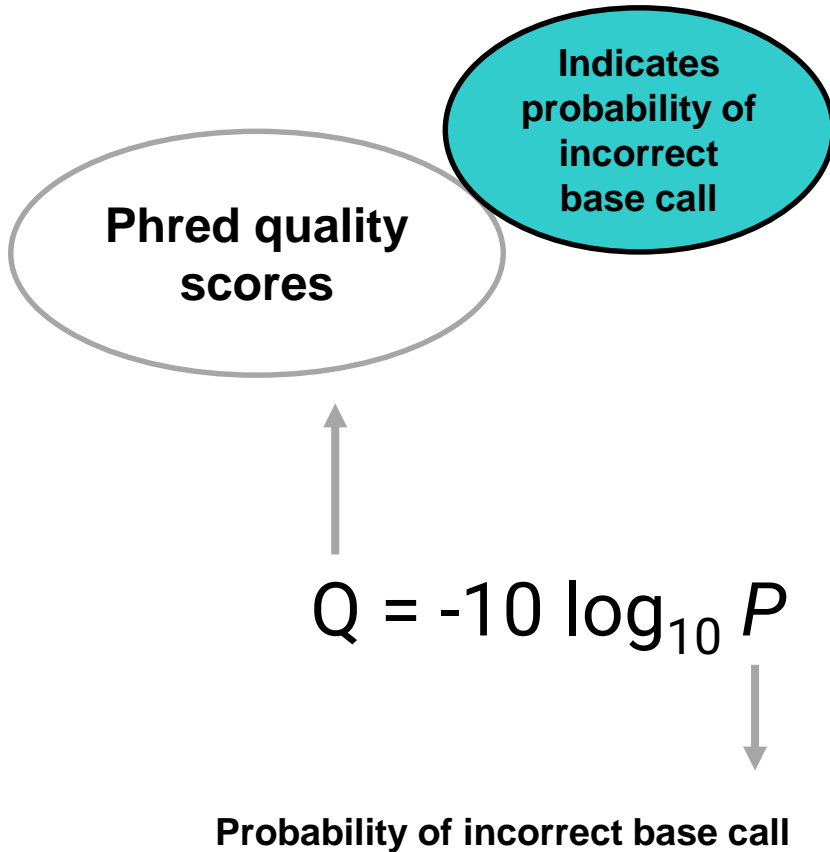 Indicates
probability of
incorrect
base call
Phred quality
scores
Q = -10 log₁₀ P
Probability of incorrect base call